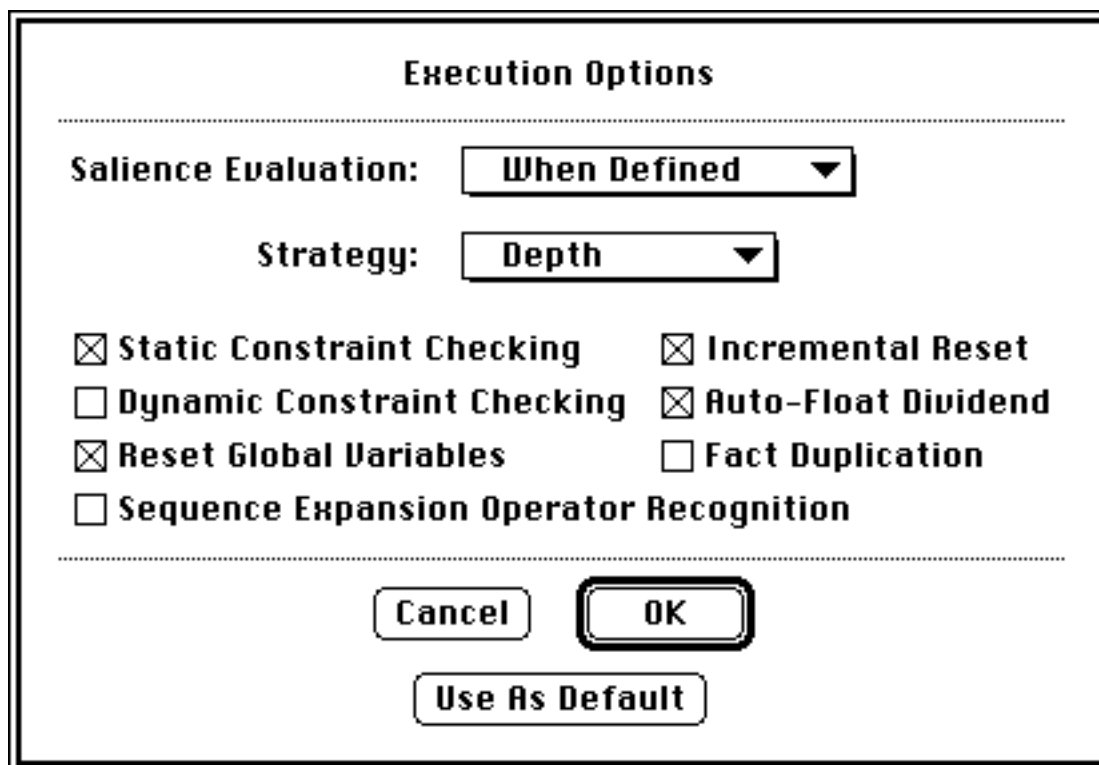 Execution Options
Salience Evaluation: When Defined
Strategy: Depth
Static Constraint Checking Incremental Reset
Dynamic Constraint Checking Auto-Float Dividend
Reset Global Variables Fact Duplication
Sequence Expansion Operator Recognition
Cancel OK
Use As Default